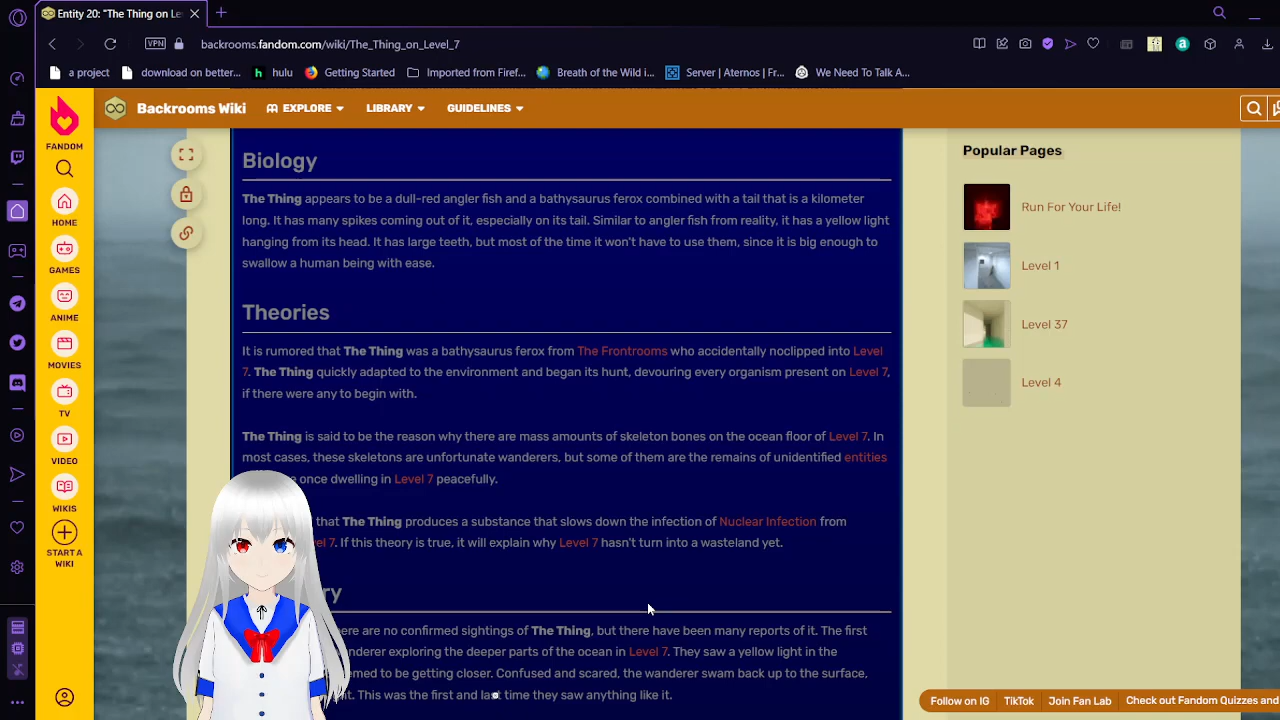 Entity 20: "The Thing on Le
VPN
backrooms.fandom.com/wiki/The_Thing_on_Level_7
a project
download on better...
h
hulu
Getting Started
Imported from Firef...
Breath of the Wild i...
Server | Aternos | Fr...
We Need To Talk A...
Backrooms Wiki
EXPLORE
LIBRARY
GUIDELINES
FANDOM
HOME
GAMES
ANIME
MOVIES
TV
VIDEO
WIKIS
START A
WIKI
Biology
The Thing appears to be a dull-red angler fish and a bathysaurus ferox combined with a tail that is a kilometer
long. It has many spikes coming out of it, especially on its tail. Similar to angler fish from reality, it has a yellow light
hanging from its head. It has large teeth, but most of the time it won't have to use them, since it is big enough to
swallow a human being with ease.
Theories
It is rumored that The Thing was a bathysaurus ferox from The Frontrooms who accidentally noclipped into Level
7. The Thing quickly adapted to the environment and began its hunt, devouring every organism present on Level 7,
if there were any to begin with.
The Thing is said to be the reason why there are mass amounts of skeleton bones on the ocean floor of Level 7. In
most cases, these skeletons are unfortunate wanderers, but some of them are the remains of unidentified entities
once dwelling in Level 7 peacefully.
that The Thing produces a substance that slows down the infection of Nuclear Infection from
7. If this theory is true, it will explain why Level 7 hasn't turn into a wasteland yet.
ry
here are no confirmed sightings of The Thing, but there have been many reports of it. The first
nderer exploring the deeper parts of the ocean in Level 7. They saw a yellow light in the
emed to be getting closer. Confused and scared, the wanderer swam back up to the surface,
it. This was the first and last time they saw anything like it.
Popular Pages
Run For Your Life!
Level 1
Level 37
Level 4
Follow on IG
TikTok
Join Fan Lab
Check out Fandom Quizzes and